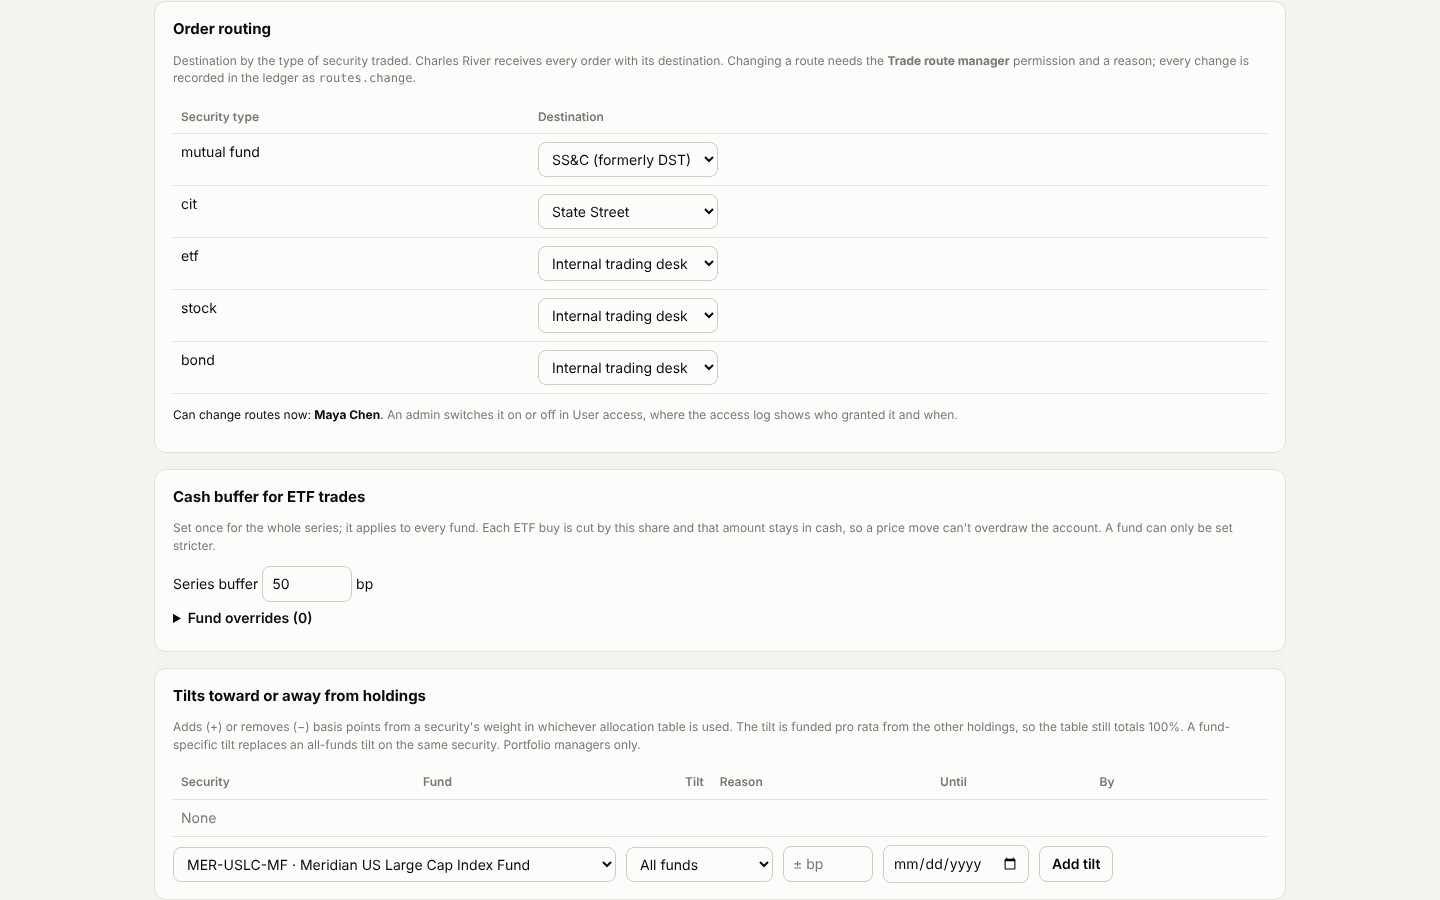 Order routing
Destination by the type of security traded. Charles River receives every order with its destination. Changing a route needs the Trade route manager permission and a reason; every change is
recorded in the ledger as routes.change.
Security type Destination
mutual fund SS&C (formerly DST)
cit State Street
etf Internal trading desk
stock Internal trading desk
bond Internal trading desk
Can change routes now: Maya Chen. An admin switches it on or off in User access, where the access log shows who granted it and when.
Cash buffer for ETF trades
Set once for the whole series; it applies to every fund. Each ETF buy is cut by this share and that amount stays in cash, so a price move can't overdraw the account. A fund can only be set
stricter.
Series buffer 50 bp
Fund overrides (0)
Tilts toward or away from holdings
Adds (+) or removes (−) basis points from a security's weight in whichever allocation table is used. The tilt is funded pro rata from the other holdings, so the table still totals 100%. A fund-
specific tilt replaces an all-funds tilt on the same security. Portfolio managers only.
Security Fund Tilt Reason Until By
None
MER-USLC-MF · Meridian US Large Cap Index Fund All funds ± bp mm/dd/yyyy Add tilt